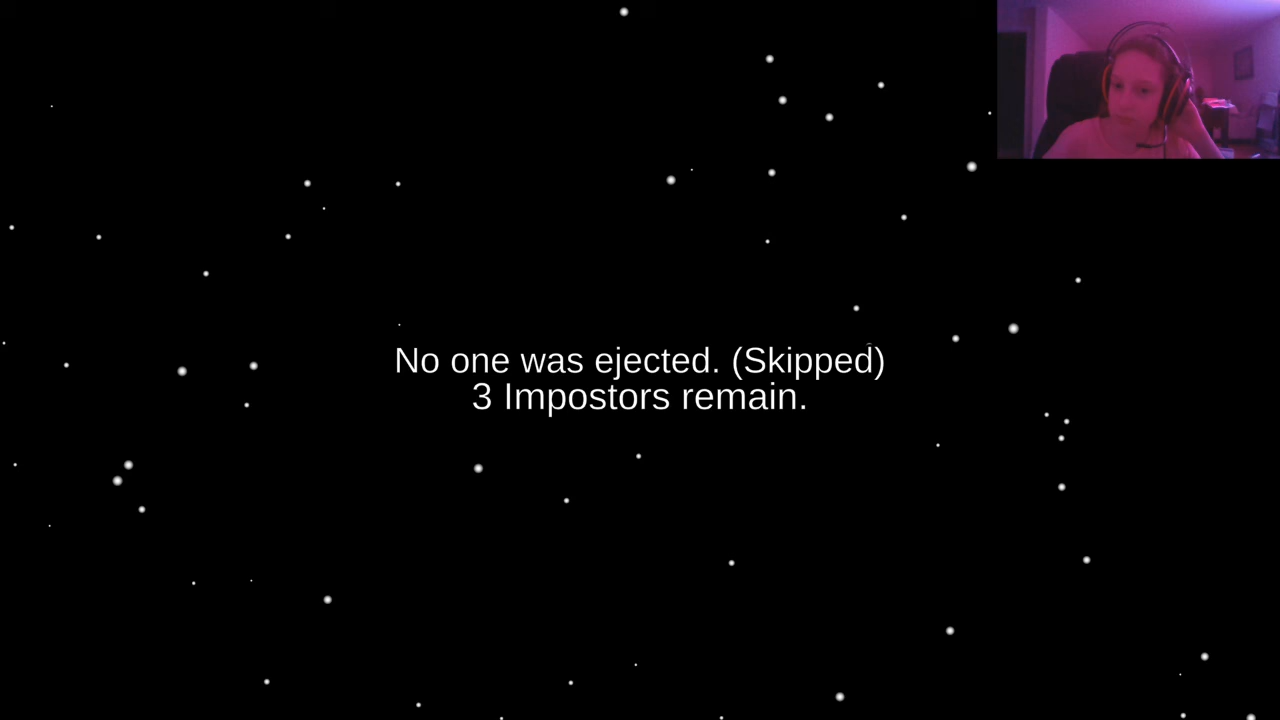 No one was ejected. (Skipped)
3 Impostors remain.